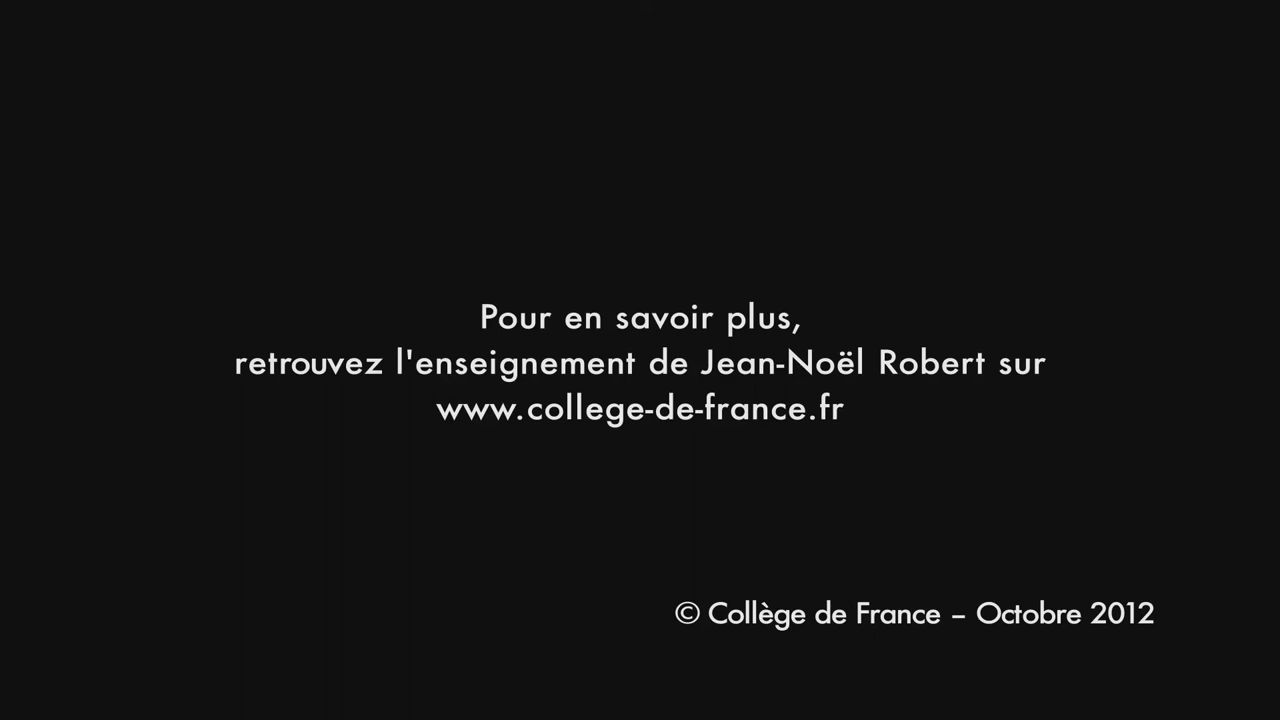 Pour en savoir plus,
retrouvez l'enseignement de Jean-Noël Robert sur
www.college-de-france.fr
© Collège de France – Octobre 2012